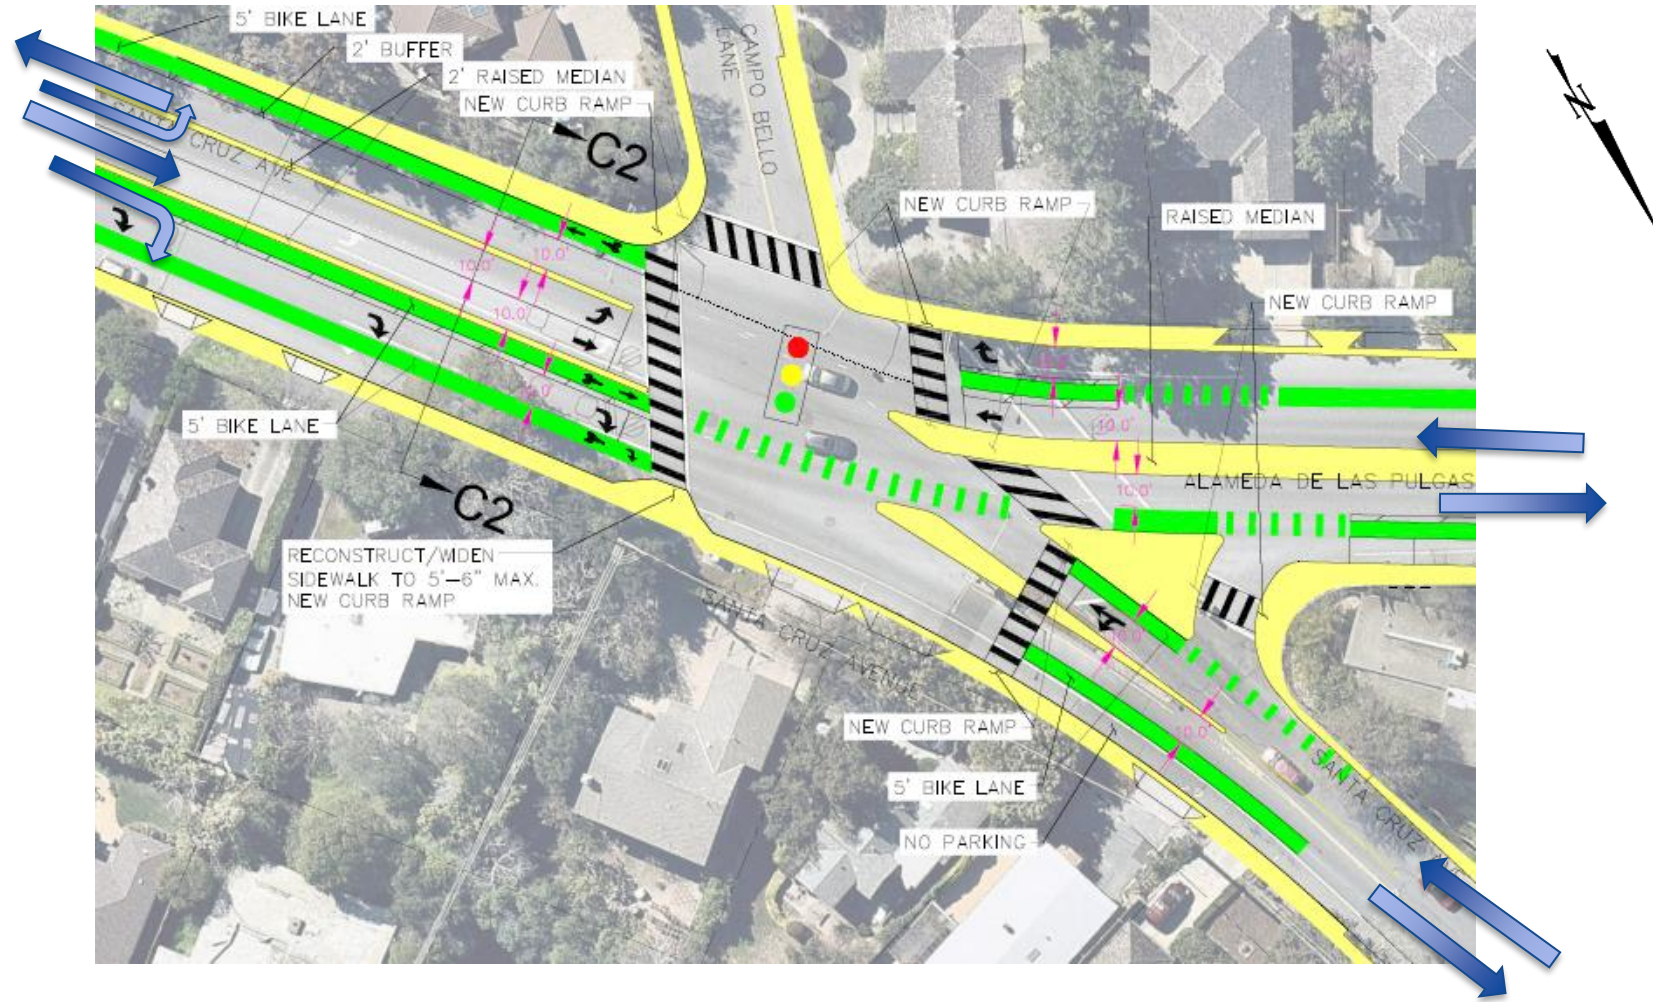 5' BIKE LANE
2' BUFFER
2' RAISED MEDIAN
NEW CURB RAMP
CAMPO BELLO
LANE
N
SANTA CRUZ AVE
C2
NEW CURB RAMP
RAISED MEDIAN
NEW CURB RAMP
10.0'
10.0'
10.0'
10.0'
10.0'
ALAMEDA DE LAS PULGAS
5' BIKE LANE
C2
RECONSTRUCT/WIDEN
SIDEWALK TO 5'-6" MAX.
NEW CURB RAMP
SANTA CRUZ AVENUE
10.0'
10.0'
NEW CURB RAMP
5' BIKE LANE
NO PARKING
SANTA CRUZ